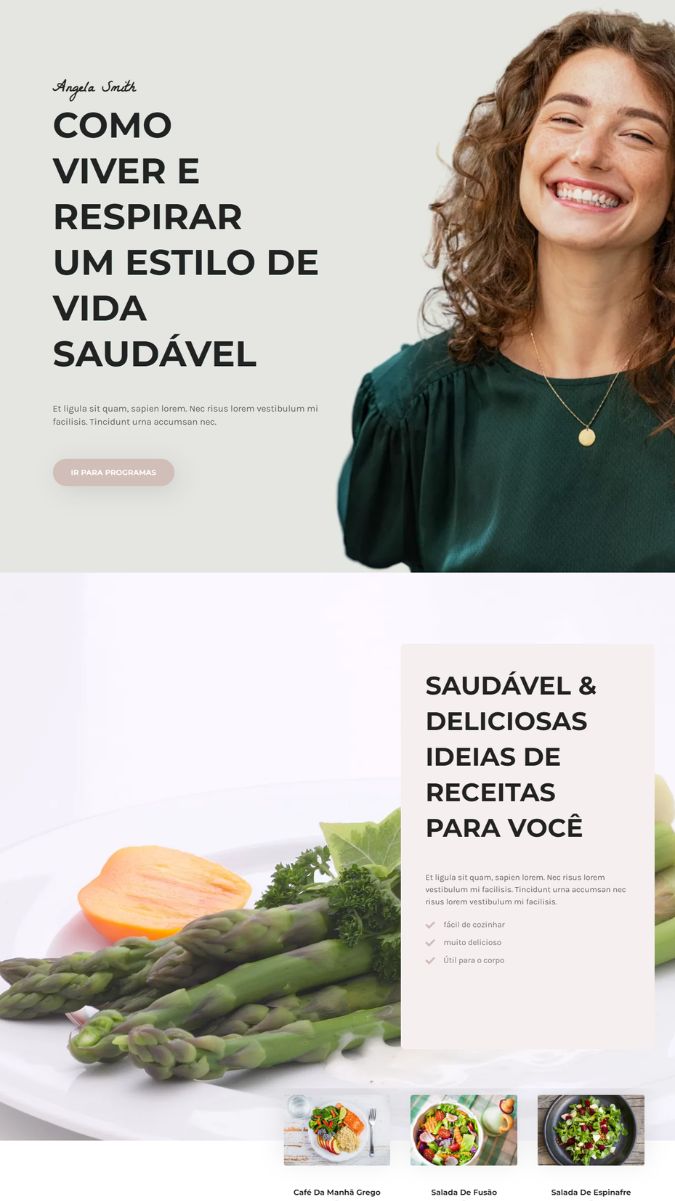 Angela Smith
COMO
VIVER E
RESPIRAR
UM ESTILO DE
VIDA
SAUDÁVEL
Et ligula sit quam, sapien lorem. Nec risus lorem vestibulum mi
facilisis. Tincidunt urna accumsan nec.
IR PARA PROGRAMAS
SAUDÁVEL &
DELICIOSAS
IDEIAS DE
RECEITAS
PARA VOCÊ
Et ligula sit quam, sapien lorem. Nec risus lorem
vestibulum mi facilisis. Tincidunt urna accumsan nec
risus lorem vestibulum mi facilisis.
fácil de cozinhar
muito delicioso
Útil para o corpo
Café Da Manhã Grego
Salada De Fusão
Salada De Espinafre